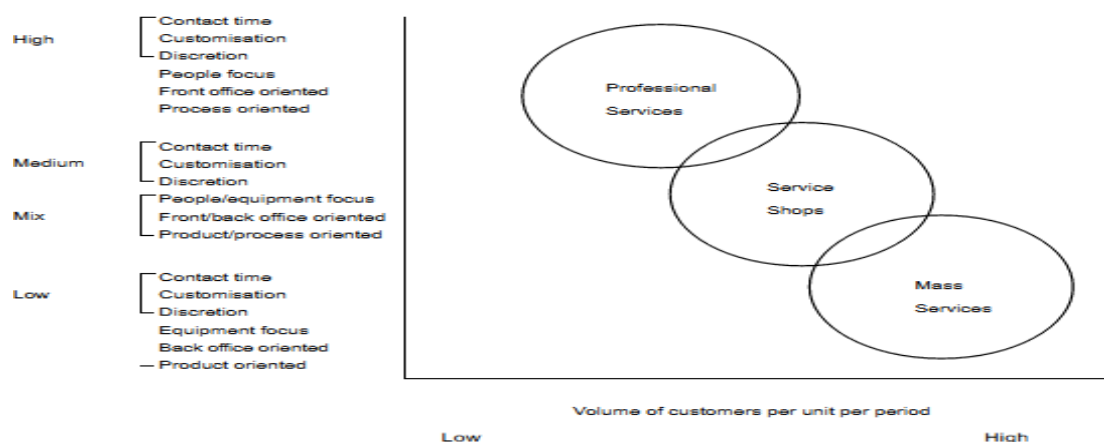 High
Contact time
Customisation
Discretion
People focus
Front office oriented
Process oriented
Medium
Contact time
Customisation
Discretion
Mix
People/equipment focus
Front/back office oriented
Product/process oriented
Low
Contact time
Customisation
Discretion
Equipment focus
Back office oriented
Product oriented
Professional
Services
Service
Shops
Mass
Services
Volume of customers per unit per period
Low
High